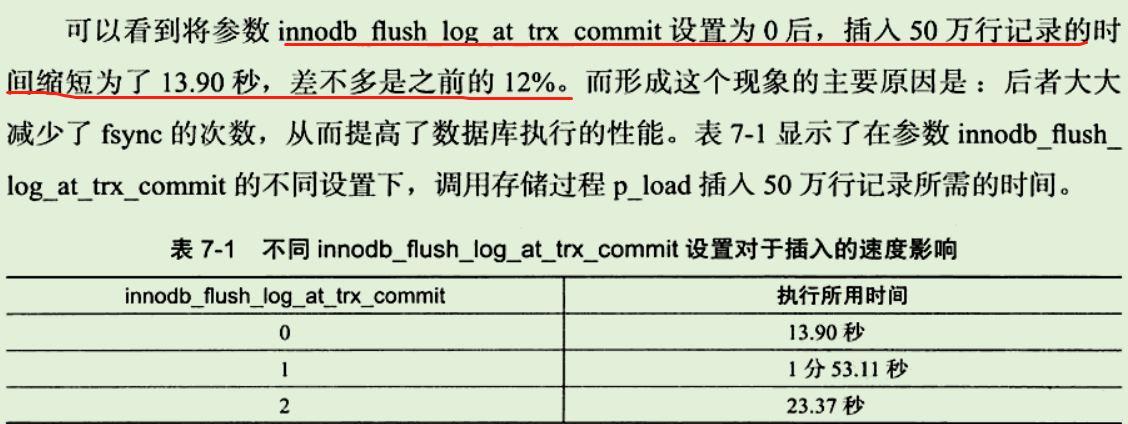 可以看到将参数 innodb_flush_log_at_trx_commit 设置为 0 后，插入 50 万行记录的时
间缩短为了 13.90 秒，差不多是之前的 12%。而形成这个现象的主要原因是：后者大大
减少了 fsync 的次数，从而提高了数据库执行的性能。表 7-1 显示了在参数 innodb_flush_
log_at_trx_commit 的不同设置下，调用存储过程 p_load 插入 50 万行记录所需的时间。
表 7-1 不同 innodb_flush_log_at_trx_commit 设置对于插入的速度影响
innodb_flush_log_at_trx_commit 执行所用时间
0 13.90 秒
1 1 分 53.11 秒
2 23.37 秒